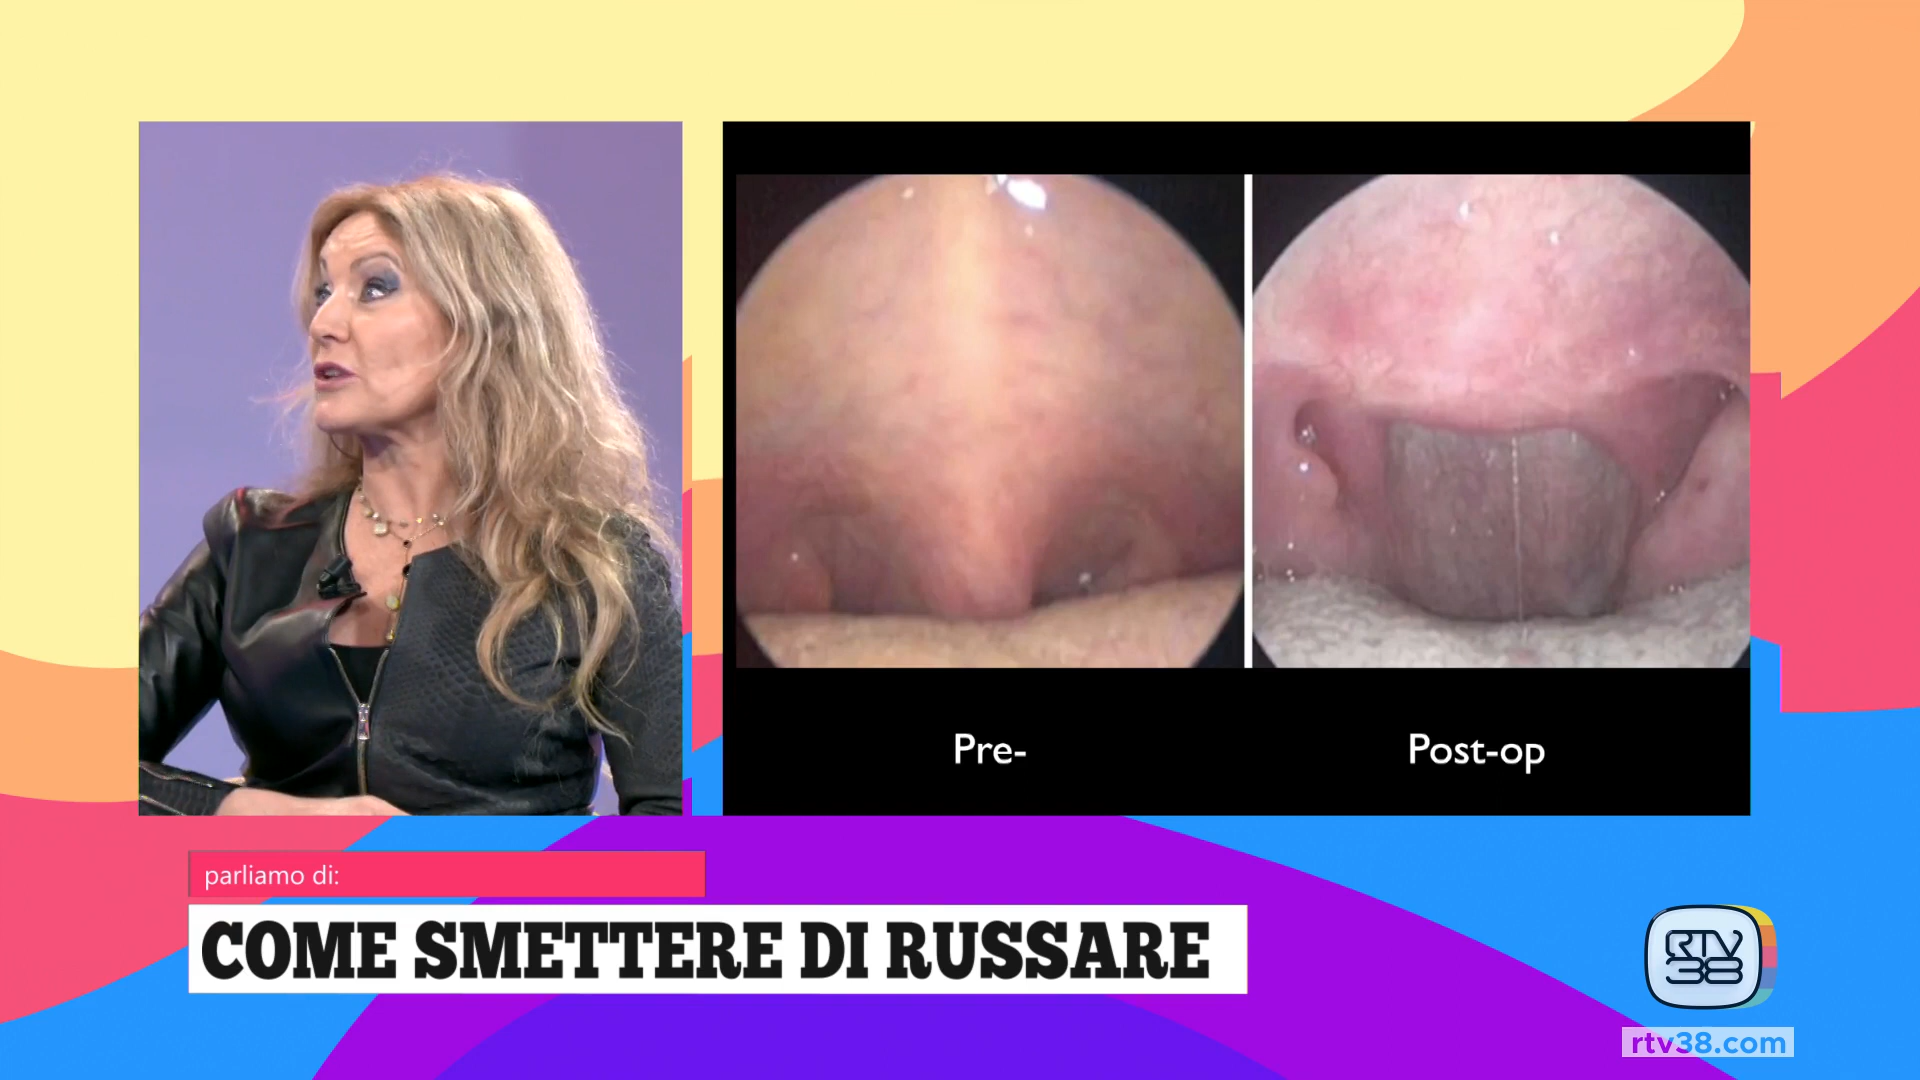 Pre-
Post-op
parliamo di:
COME SMETTERE DI RUSSARE
RTV
38
rtv38.com